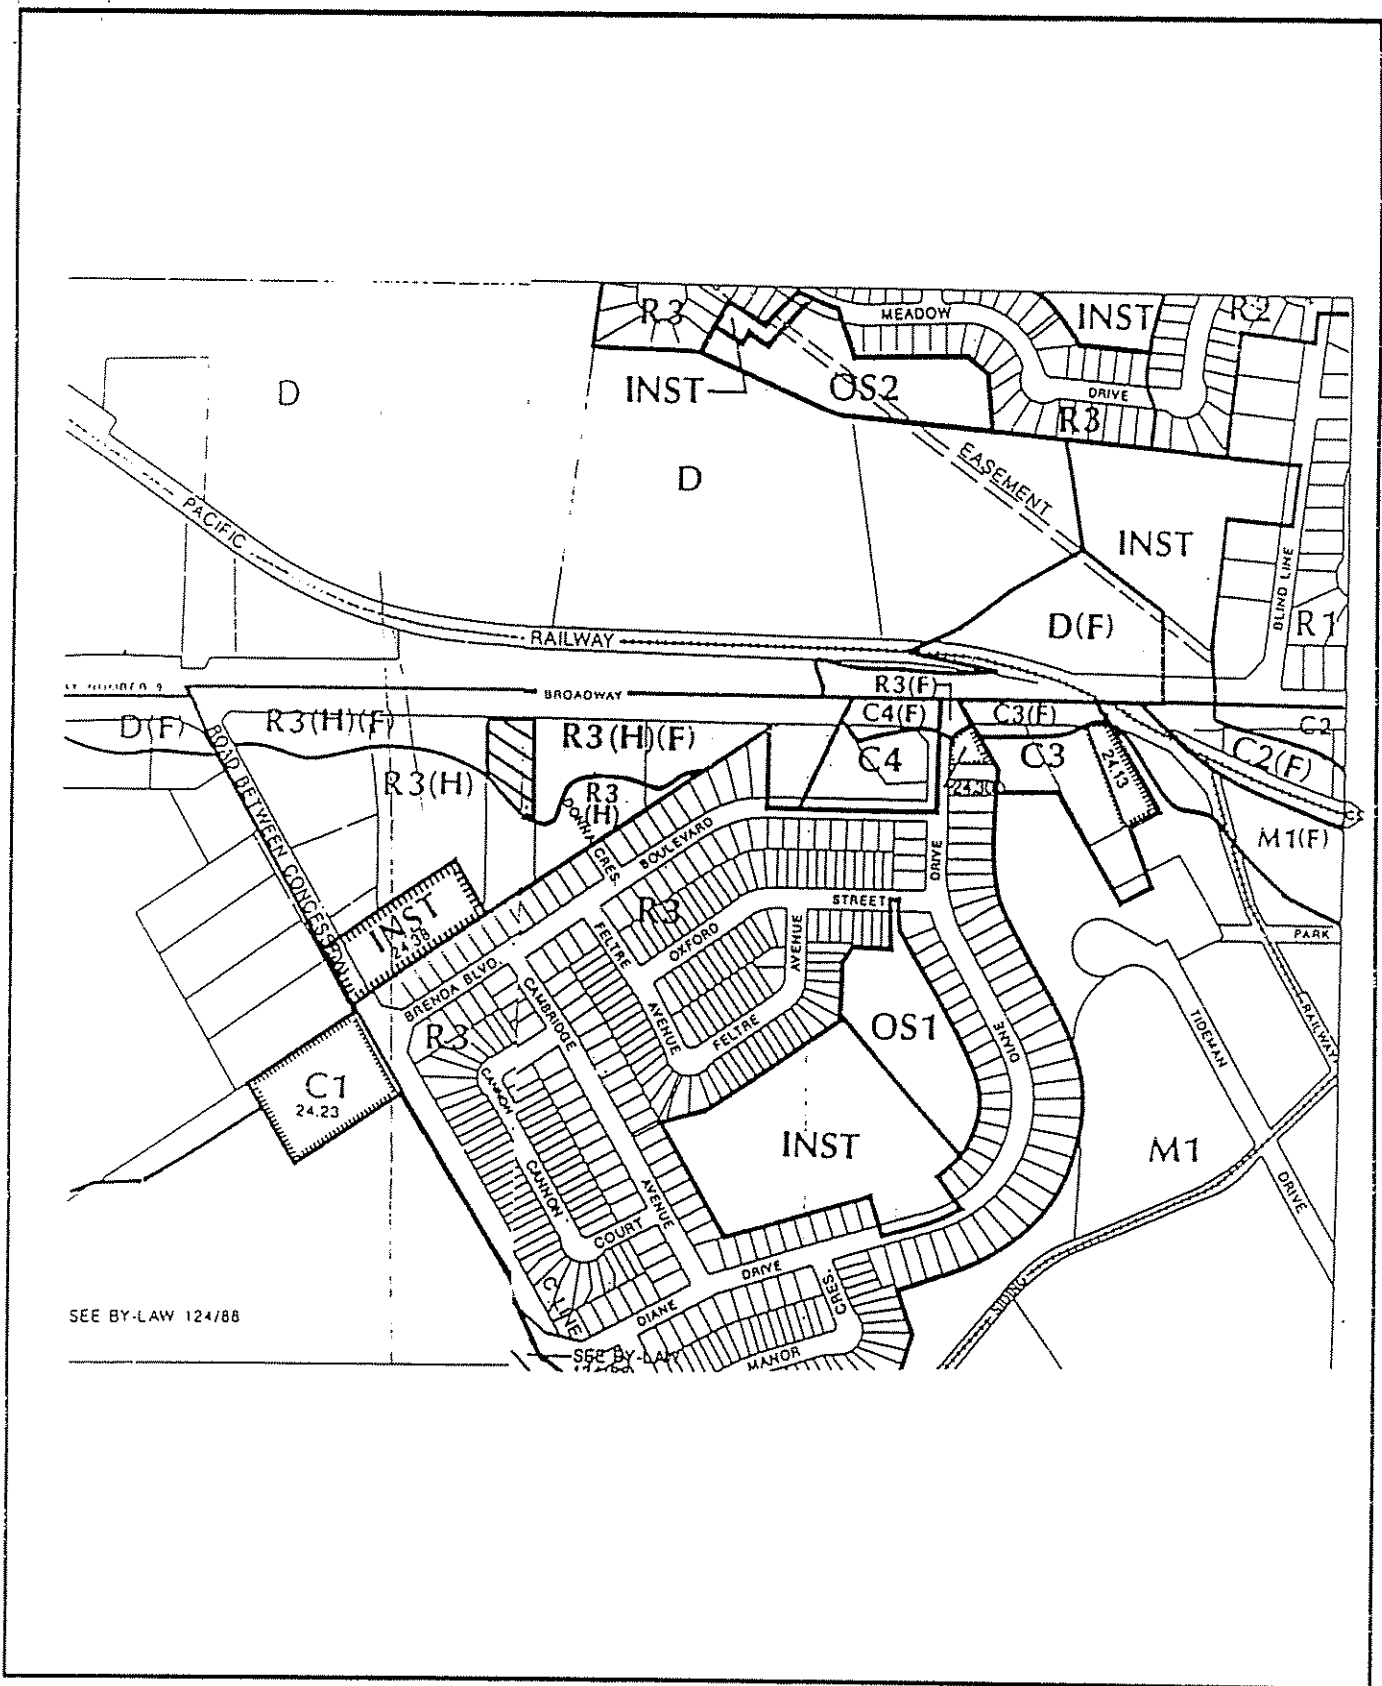 R3
INST
R2
MEADOW
D
INST
OS2
DRIVE
R3
D
EASEMENT
PACIFIC
INST
BLIND LINE
D(F)
R1
RAILWAY
R3(F)
BROADWAY
D(F)
R3(H)(F)
R3(H)(F)
C4(F)
C3(F)
C2
ROAD BETWEEN
C4
C3
24.13
C2(F)
R3(H)
R3
(H)
M1(F)
DONNA
CRES.
BOULEVARD
DRIVE
INST
24.38
R3
STREET
FELTRE
OXFORD
AVENUE
PARK
BRENDA BLVD.
CAMBRIDGE
AVENUE
FELTRE
OS1
DIANE
TIDEMAN
RAILWAY
R3
CANNON
C1
24.23
INST
M1
CANNON
AVENUE
COURT
DRIVE
DRIVE
CRES.
SIDING
C LINE
DIANE
SEE BY-LAW 124/88
SEE BY-LAW
MANOR